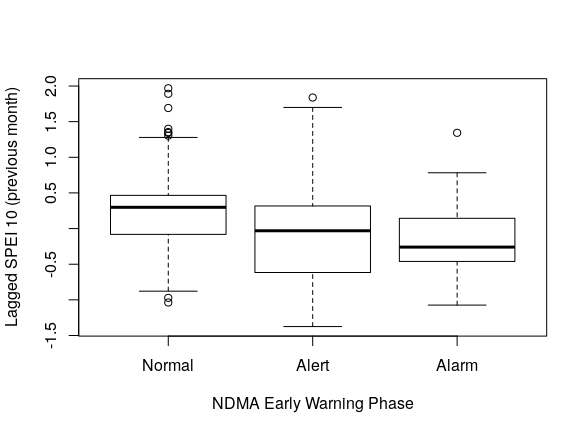 Lagged SPEI 10 (previous month)
2.0
1.5
1.0
0.5
-0.5
-1.5
Normal Alert Alarm
NDMA Early Warning Phase